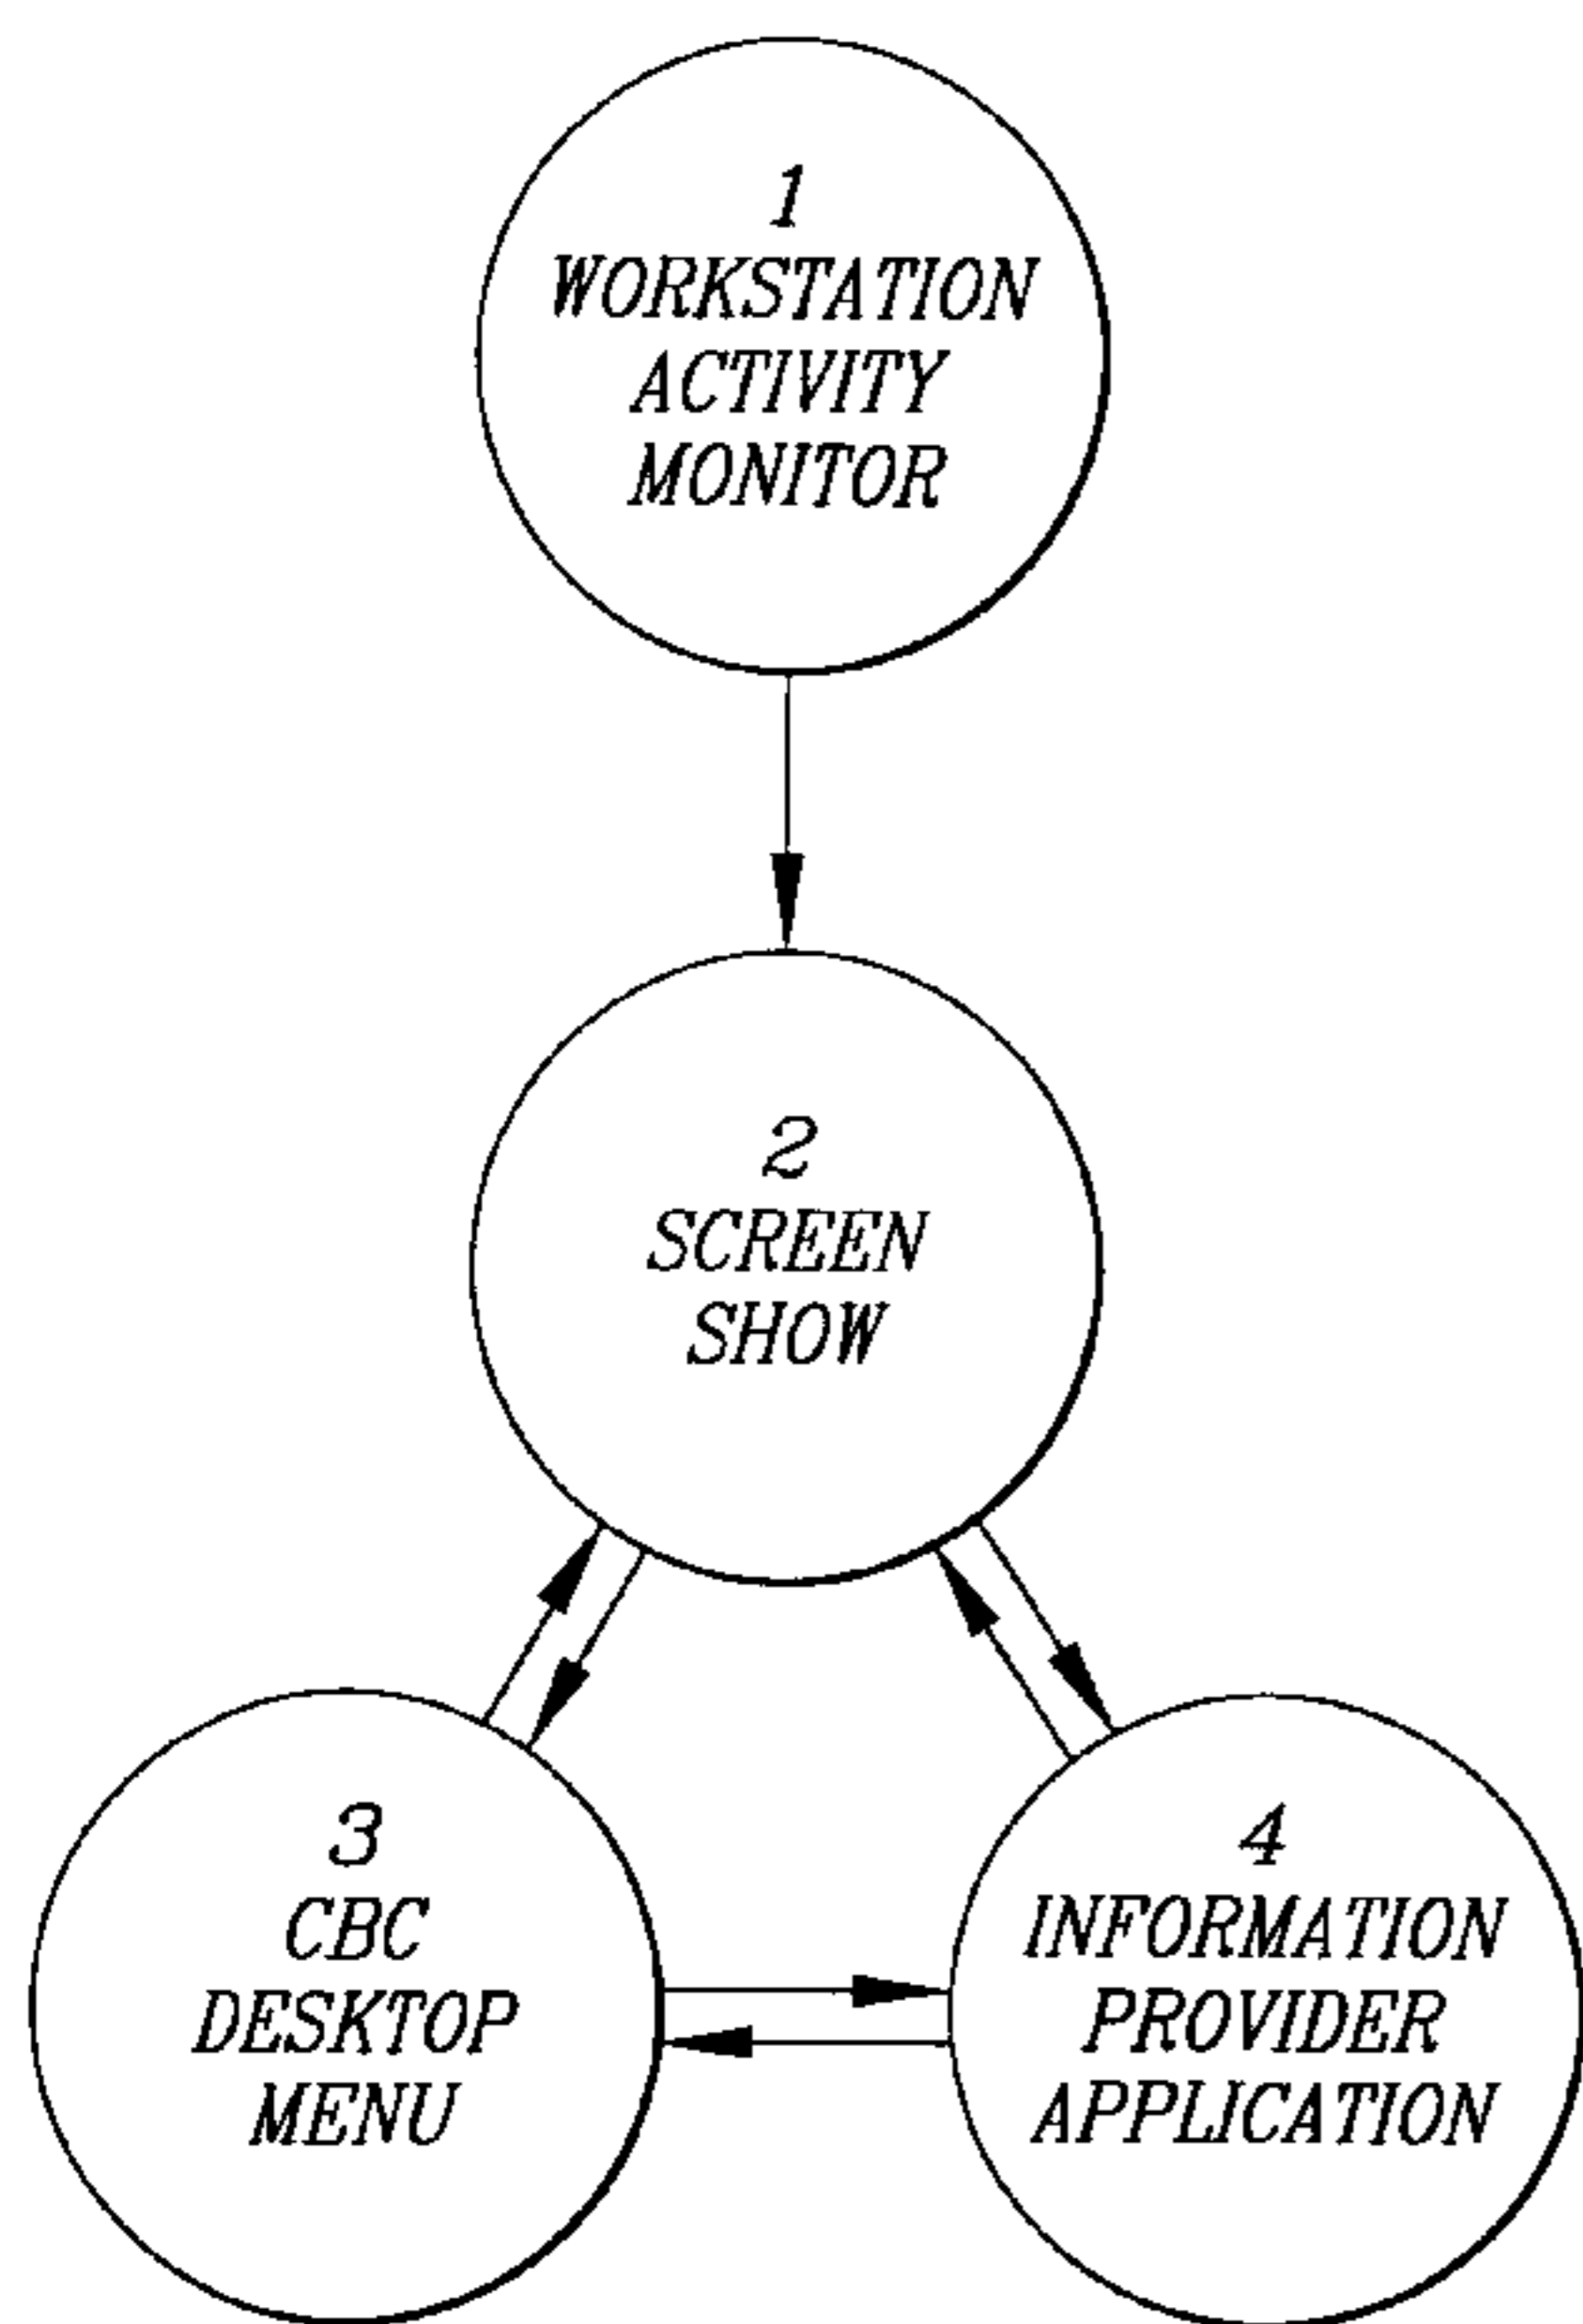 1
WORKSTATION
ACTIVITY
MONITOR
2
SCREEN
SHOW
3
CBC
DESKTOP
MENU
4
INFORMATION
PROVIDER
APPLICATION